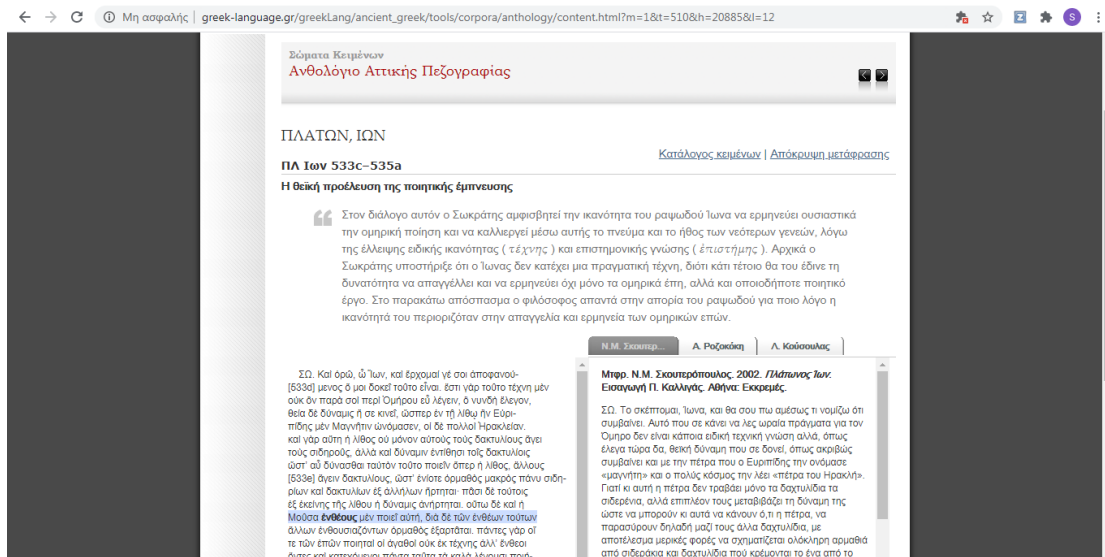 Μη ασφαλής | greek-language.gr/greekLang/ancient_greek/tools/corpora/anthology/content.html?m=1&t=510&h=20885&l=12
S
Σώματα Κειμένων
Ανθολόγιο Αττικής Πεζογραφίας
ΠΛΑΤΩΝ, ΙΩΝ
Κατάλογος κειμένων | Απόκρυψη μετάφρασης
ΠΛ Ιων 533c–535a
Η θεϊκή προέλευση της ποιητικής έμπνευσης
Στον διάλογο αυτόν ο Σωκράτης αμφισβητεί την ικανότητα του ραψωδού Ίωνα να ερμηνεύει ουσιαστικά
την ομηρική ποίηση και να καλλιεργεί μέσω αυτής το πνεύμα και το ήθος των νεότερων γενεών, λόγω
της έλλειψης ειδικής ικανότητας ( τέχνης ) και επιστημονικής γνώσης ( ἐπιστήμης ). Αρχικά ο
Σωκράτης υποστήριξε ότι ο Ίωνας δεν κατέχει μια πραγματική τέχνη, διότι κάτι τέτοιο θα του έδινε τη
δυνατότητα να απαγγέλλει και να ερμηνεύει όχι μόνο τα ομηρικά έπη, αλλά και οποιοδήποτε ποιητικό
έργο. Στο παρακάτω απόσπασμα ο φιλόσοφος απαντά στην απορία του ραψωδού για ποιο λόγο η
ικανότητά του περιοριζόταν στην απαγγελία και ερμηνεία των ομηρικών επών.
Ν.Μ. Σκουτερ...
Α. Ροζοκόκη
Λ. Κούσουλας
ΣΩ. Καὶ ὁρῶ, ὦ Ἴων, καὶ ἔρχομαί γέ σοι ἀποφανού-
[533d] μενος ὅ μοι δοκεῖ τοῦτο εἶναι. ἔστι γὰρ τοῦτο τέχνη μὲν
οὐκ ὂν παρὰ σοὶ περὶ Ὁμήρου εὖ λέγειν, ὃ νυνδὴ ἔλεγον,
θεία δὲ δύναμις ἥ σε κινεῖ, ὥσπερ ἐν τῇ λίθῳ ἣν Εὐρι-
πίδης μὲν Μαγνῆτιν ὠνόμασεν, οἱ δὲ πολλοὶ Ἡρακλείαν.
καὶ γὰρ αὕτη ἡ λίθος οὐ μόνον αὐτοὺς τοὺς δακτυλίους ἄγει
τοὺς σιδηροῦς, ἀλλὰ καὶ δύναμιν ἐντίθησι τοῖς δακτυλίοις
ὥστ' αὖ δύνασθαι ταὐτὸν τοῦτο ποιεῖν ὅπερ ἡ λίθος, ἄλλους
[533e] ἄγειν δακτυλίους, ὥστ' ἐνίοτε ὁρμαθὸς μακρὸς πάνυ σιδη-
ρίων καὶ δακτυλίων ἐξ ἀλλήλων ἤρτηται· πᾶσι δὲ τούτοις
ἐξ ἐκείνης τῆς λίθου ἡ δύναμις ἀνήρτηται. οὕτω δὲ καὶ ἡ
Μοῦσα ἐνθέους μὲν ποιεῖ αὐτή, διὰ δὲ τῶν ἐνθέων τούτων
ἄλλων ἐνθουσιαζόντων ὁρμαθὸς ἐξαρτᾶται. πάντες γὰρ οἵ
τε τῶν ἐπῶν ποιηταὶ οἱ ἀγαθοὶ οὐκ ἐκ τέχνης ἀλλ' ἔνθεοι
ὄντες καὶ κατεχόμενοι πάντα ταῦτα τὰ καλὰ λέγουσι ποιή-
Μτφρ. Ν.Μ. Σκουτερόπουλος. 2002. Πλάτωνος Ίων.
Εισαγωγή Π. Καλλιγάς. Αθήνα: Εκκρεμές.
ΣΩ. Το σκέπτομαι, Ίωνα, και θα σου πω αμέσως τι νομίζω ότι
συμβαίνει. Αυτό που σε κάνει να λες ωραία πράγματα για τον
Όμηρο δεν είναι κάποια ειδική τεχνική γνώση αλλά, όπως
έλεγα τώρα δα, θεϊκή δύναμη που σε δονεί, όπως ακριβώς
συμβαίνει και με την πέτρα που ο Ευριπίδης την ονόμασε
«μαγνήτη» και ο πολύς κόσμος την λέει «πέτρα του Ηρακλή».
Γιατί κι αυτή η πέτρα δεν τραβάει μόνο τα δαχτυλίδια τα
σιδερένια, αλλά επιπλέον τους μεταβιβάζει τη δύναμη της
ώστε να μπορούν κι αυτά να κάνουν ό,τι η πέτρα, να
παρασύρουν δηλαδή μαζί τους άλλα δαχτυλίδια, με
αποτέλεσμα μερικές φορές να σχηματίζεται ολόκληρη αρμαθιά
από σιδεράκια και δαχτυλίδια πού κρέμονται το ένα από το